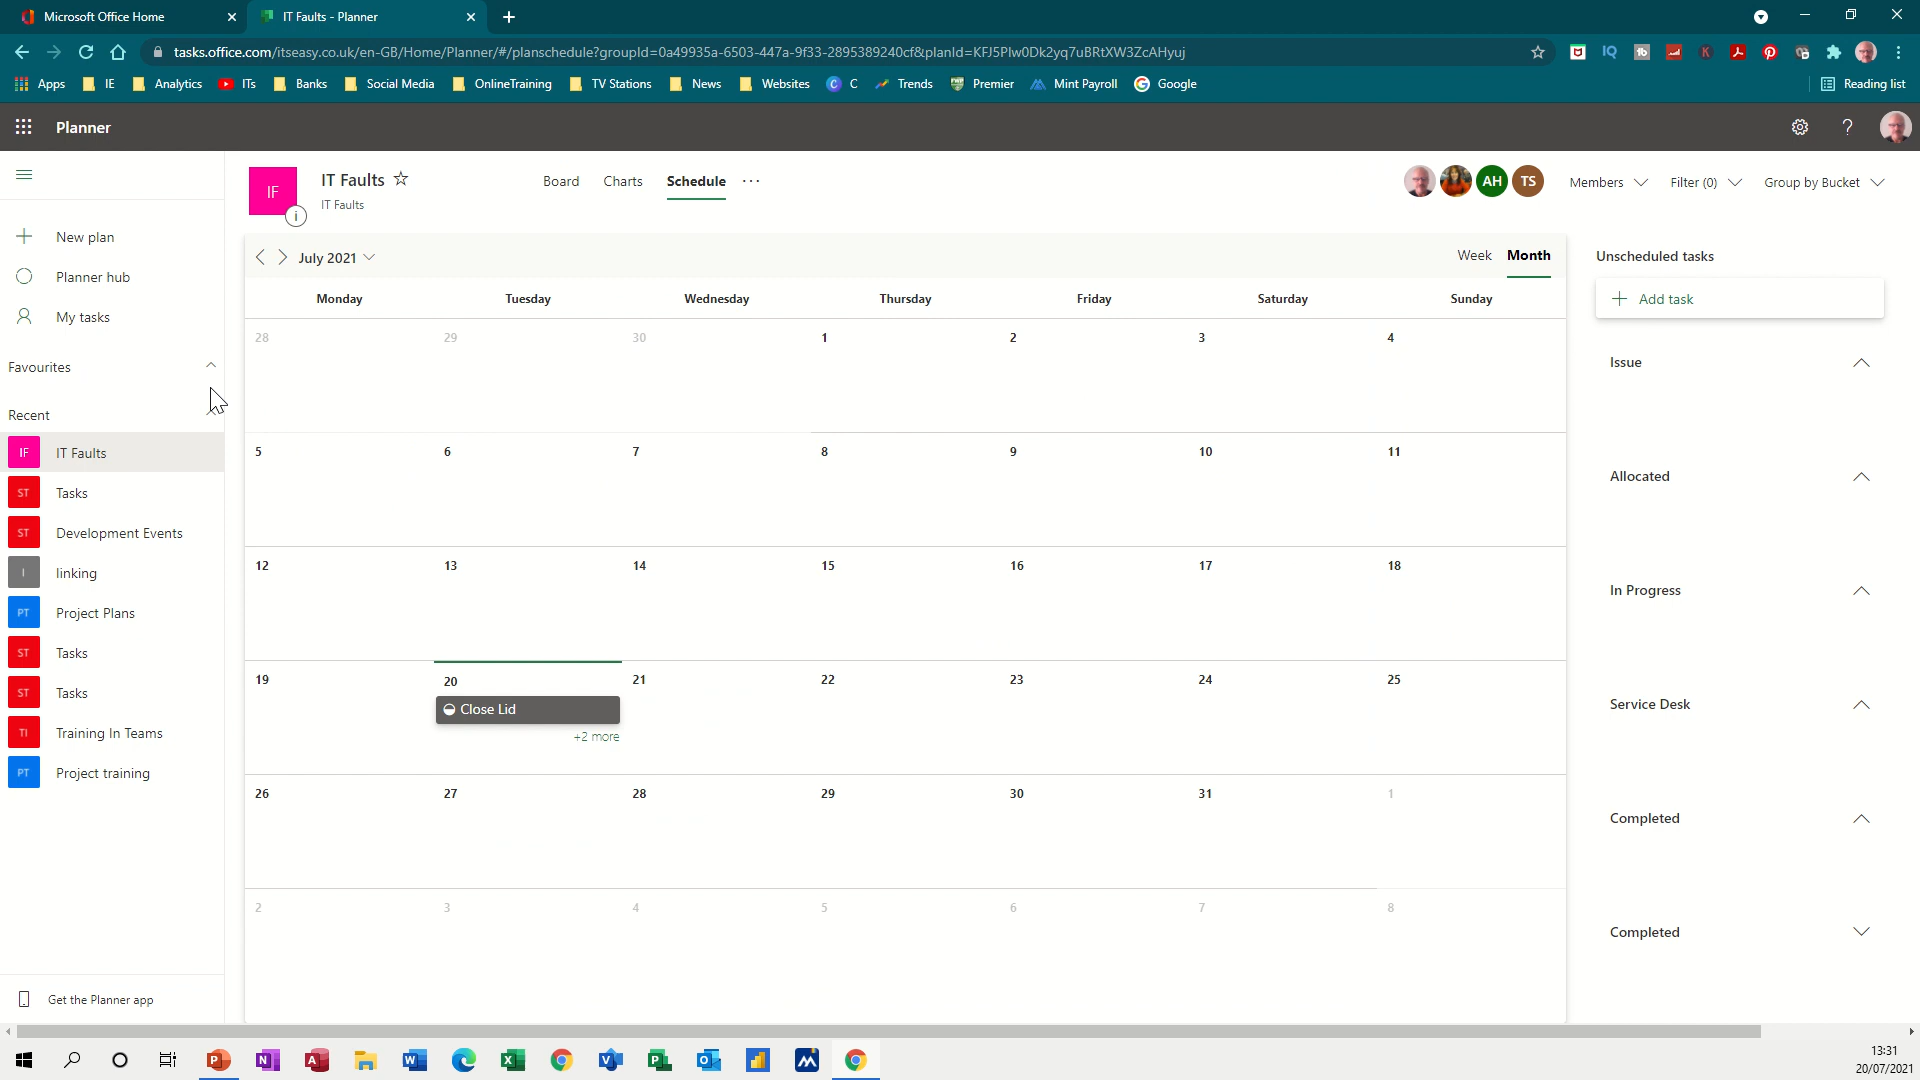 Microsoft Office Home
IT Faults - Planner
tasks.office.com/itseasy.co.uk/en-GB/Home/Planner/#/planschedule?groupId=0a49935a-6503-447a-9f33-2895389240cf&planId=KFJ5Plw0Dk2yq7uBRtXW3ZcAHyuj
Apps IE Analytics ITs Banks Social Media OnlineTraining TV Stations News Websites C Trends Premier Mint Payroll Google Reading list
Planner
IF
IT Faults
IT Faults
Board Charts Schedule
AH TS Members Filter (0) Group by Bucket
New plan
Planner hub
My tasks
Favourites
Recent
IF IT Faults
ST Tasks
ST Development Events
I linking
PT Project Plans
ST Tasks
ST Tasks
TI Training In Teams
PT Project training
Get the Planner app
July 2021
Week Month
Monday Tuesday Wednesday Thursday Friday Saturday Sunday
28 29 30 1 2 3 4
5 6 7 8 9 10 11
12 13 14 15 16 17 18
19 20 21 22 23 24 25
Close Lid
+2 more
26 27 28 29 30 31 1
2 3 4 5 6 7 8
Unscheduled tasks
Add task
Issue
Allocated
In Progress
Service Desk
Completed
Completed
13:31
20/07/2021